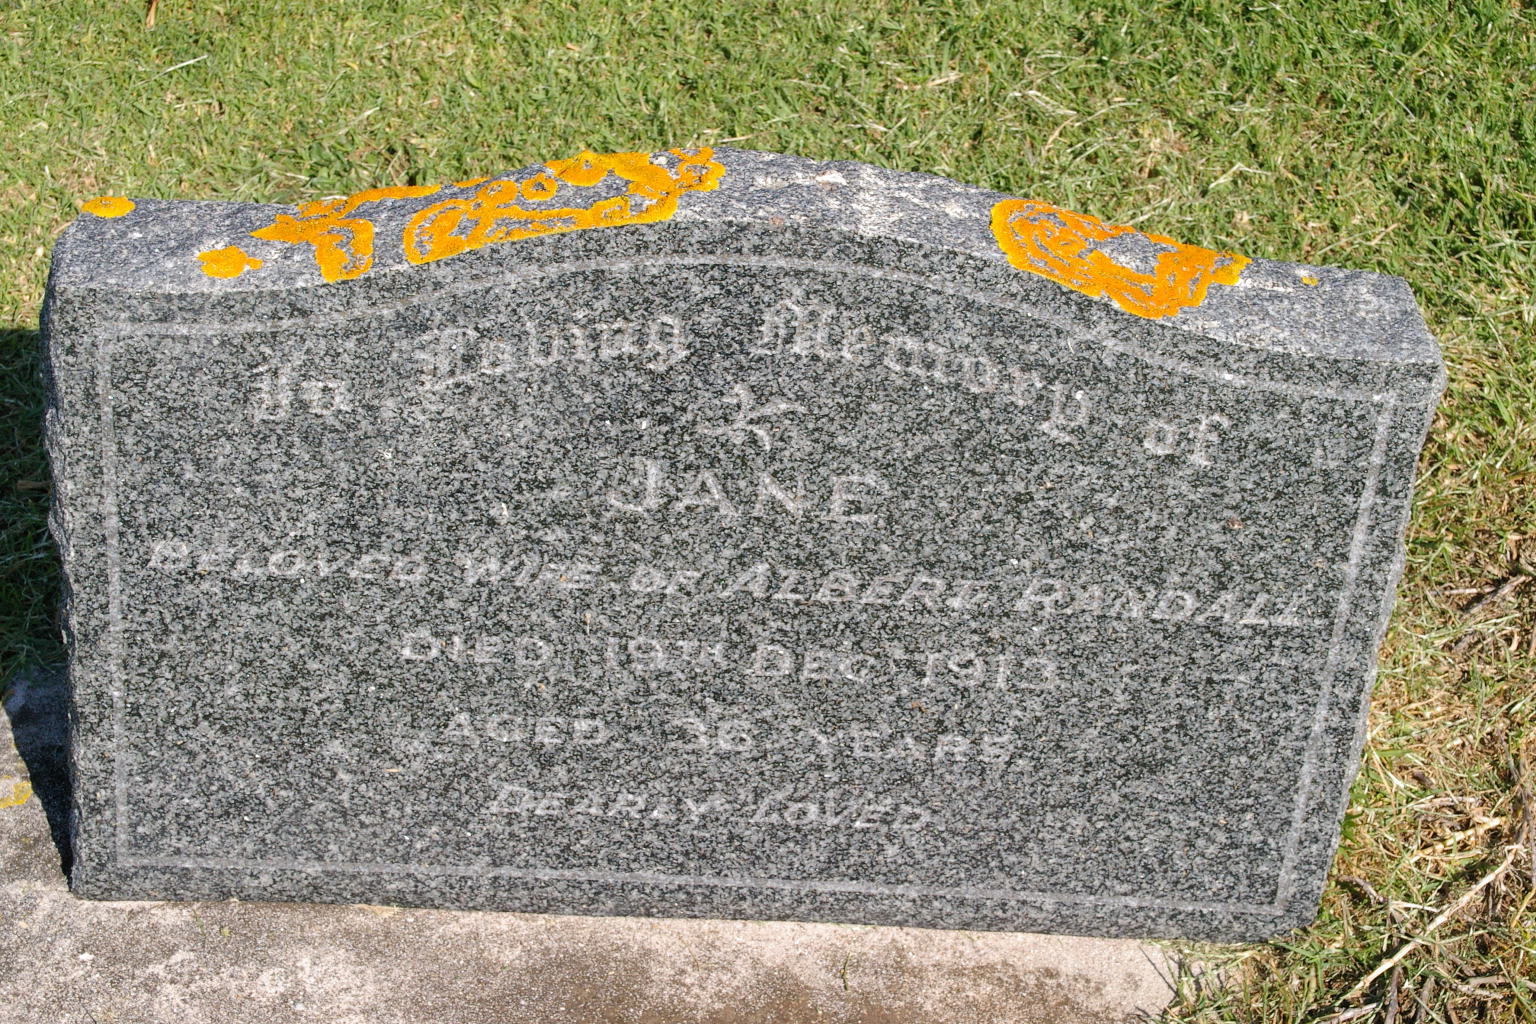 In Loving Memory of
JANE
BELOVED WIFE OF ALBERT RANDALL
DIED 19TH DEC 1913
AGED 36 YEARS
DEARLY LOVED